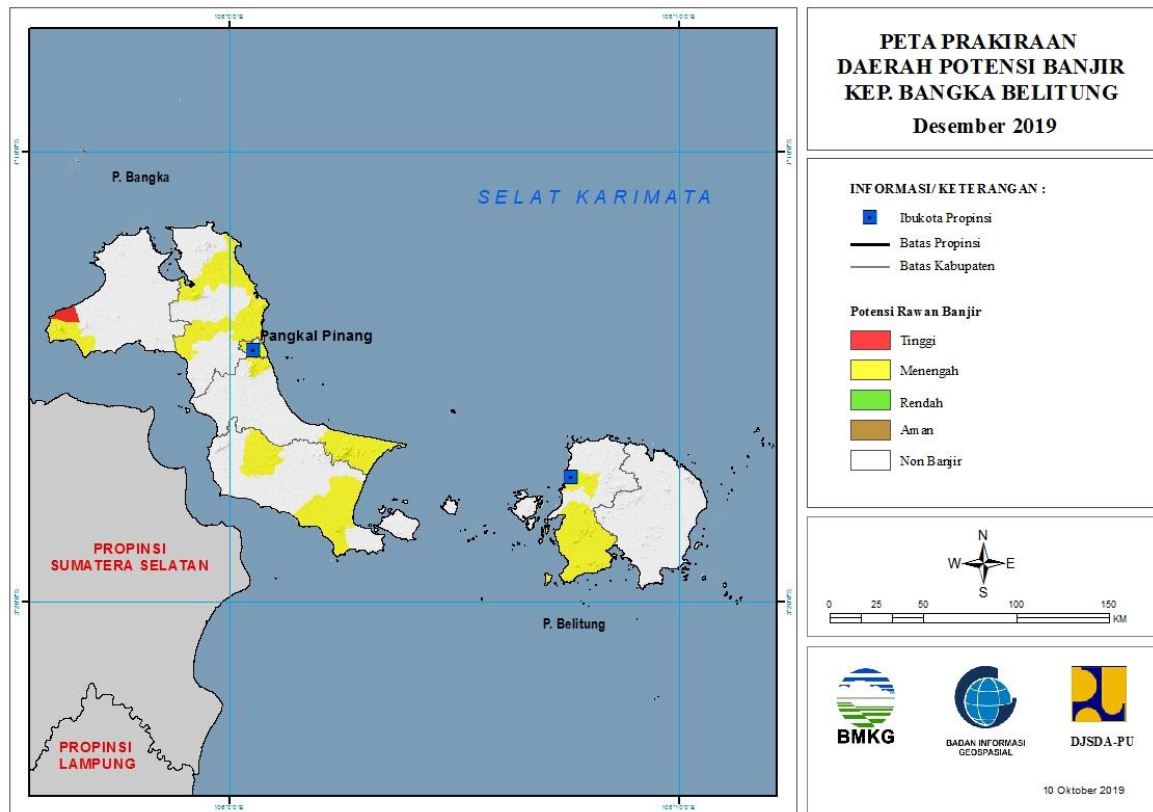 PETA PRAKIRAAN
DAERAH POTENSI BANJIR
KEP. BANGKA BELITUNG
Desember 2019
P. Bangka
SELAT KARIMATA
Pangkal Pinang
PROPINSI
SUMATERA SELATAN
P. Belitung
PROPINSI
LAMPUNG
INFORMASI/ KETERANGAN :
Ibukota Propinsi
Batas Propinsi
Batas Kabupaten
Potensi Rawan Banjir
Tinggi
Menengah
Rendah
Aman
Non Banjir
N
W E
S
0 25 50 100 150
KM
BMKG
BADAN INFORMASI
GEOSPASIAL
DJSDA-PU
10 Oktober 2019